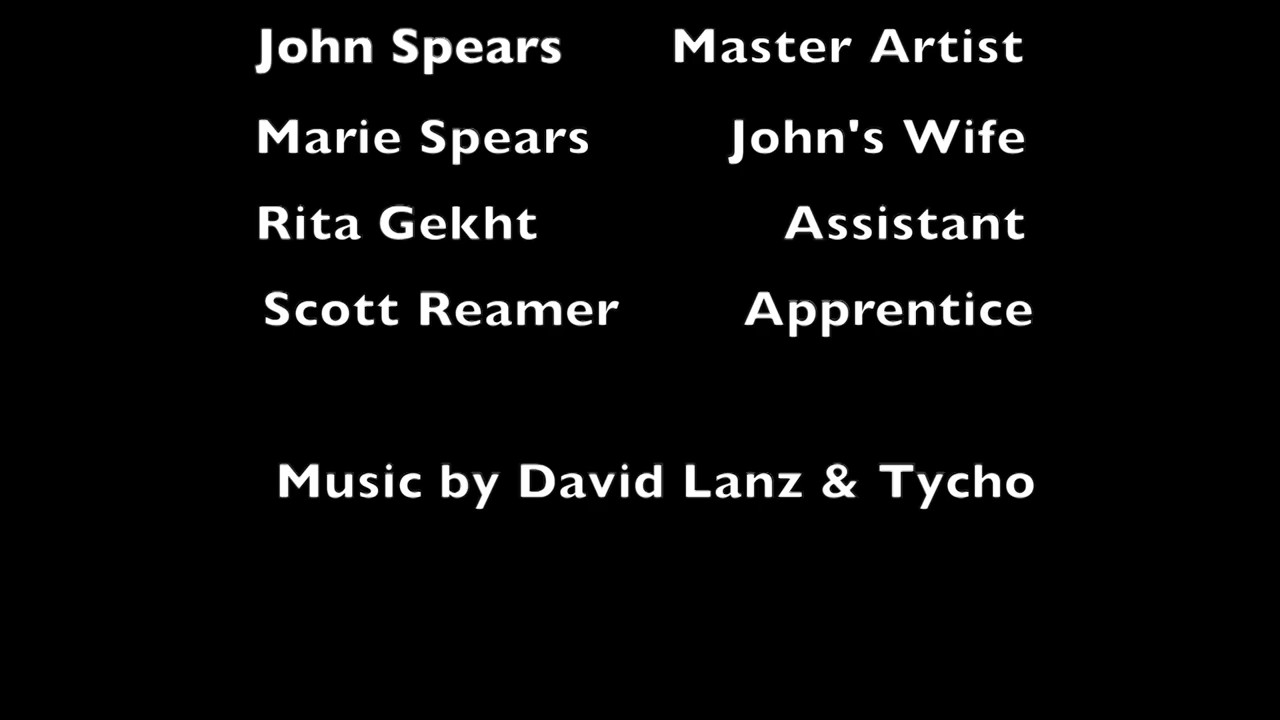 John Spears Master Artist
Marie Spears John's Wife
Rita Gekht Assistant
Scott Reamer Apprentice
Music by David Lanz & Tycho